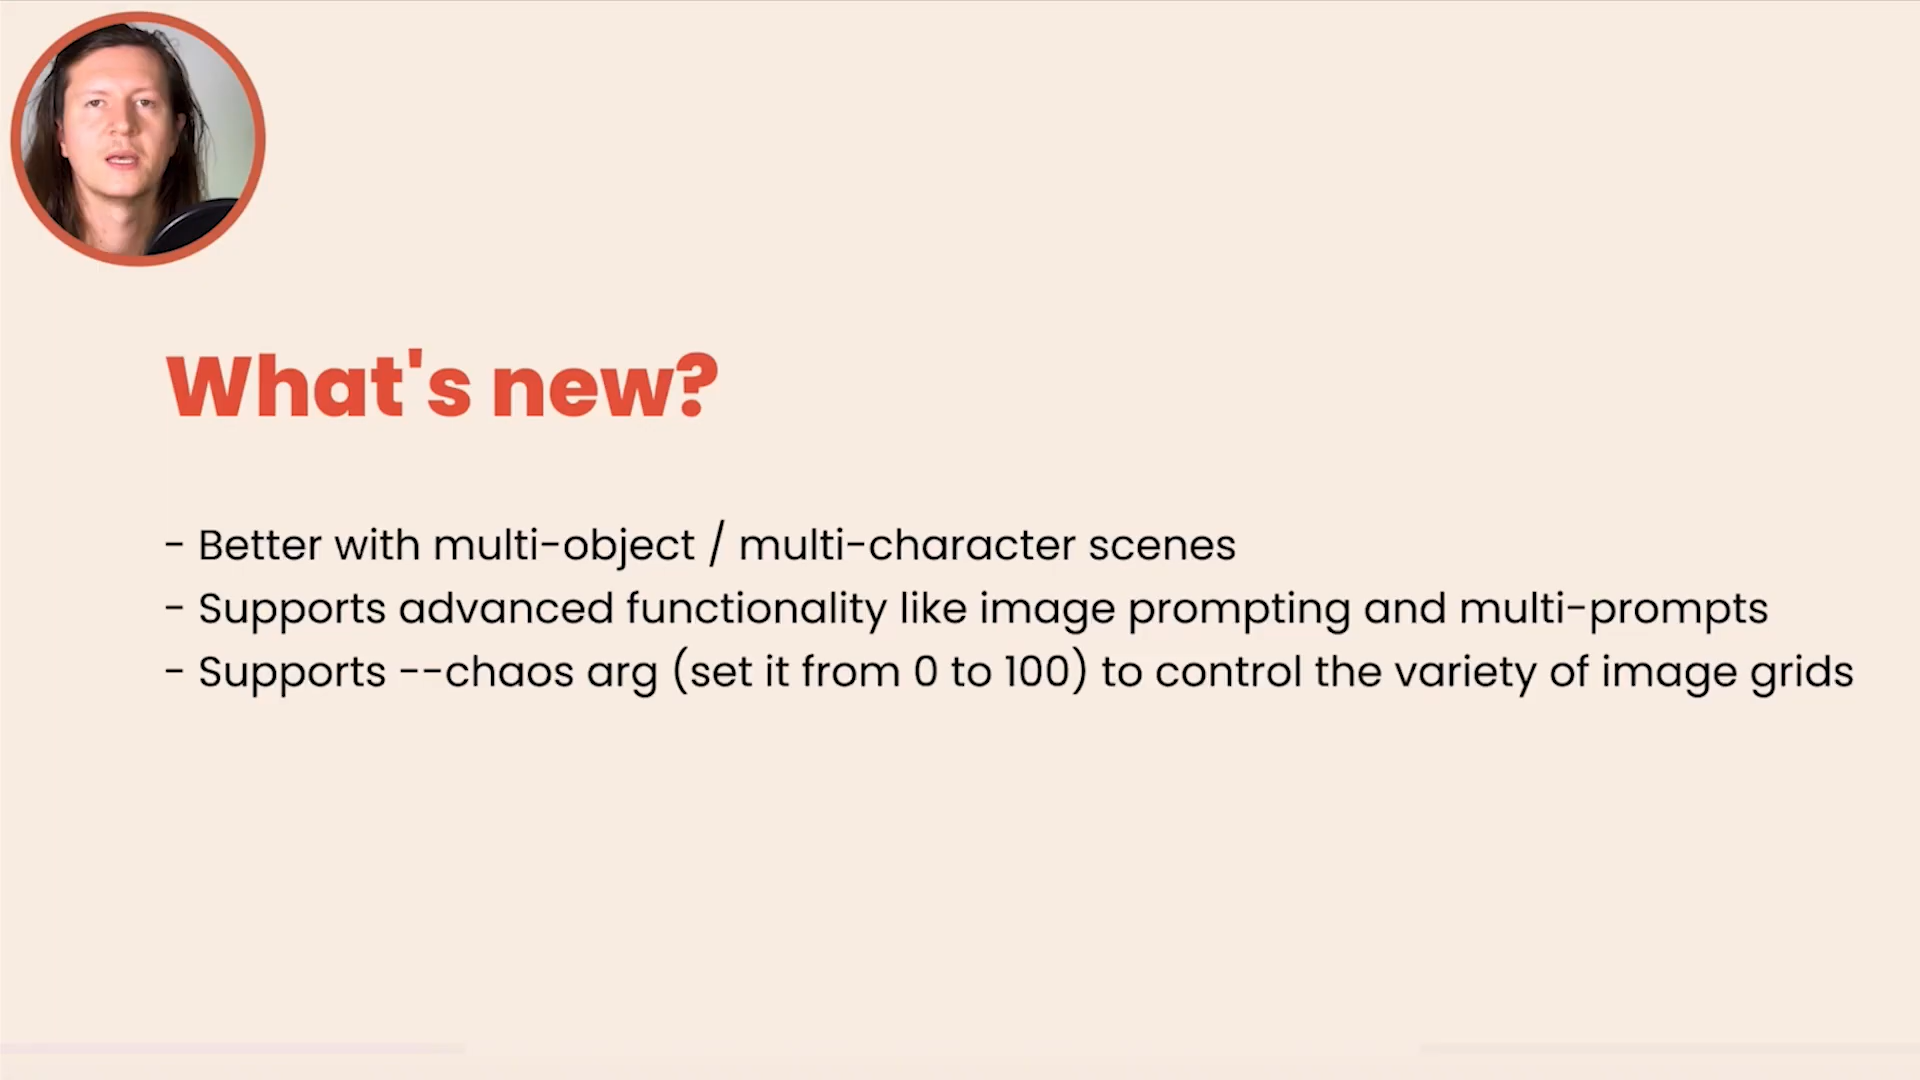 What's new?
- Better with multi-object / multi-character scenes
- Supports advanced functionality like image prompting and multi-prompts
- Supports --chaos arg (set it from 0 to 100) to control the variety of image grids